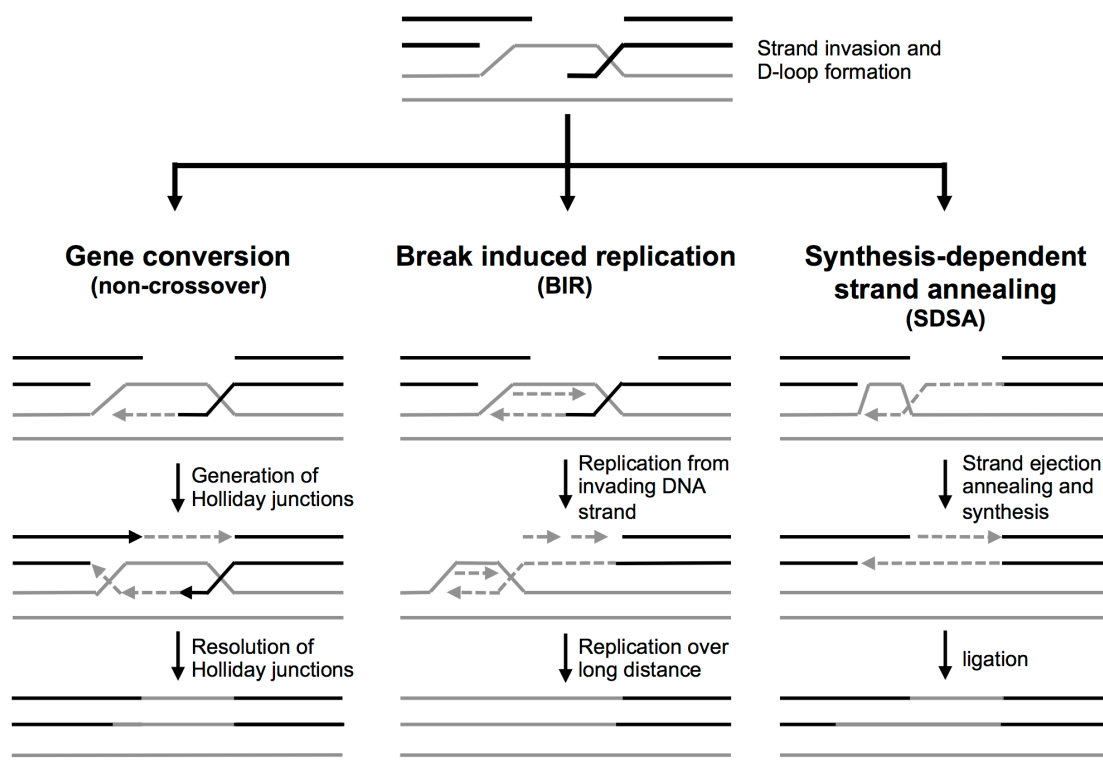 Strand invasion and
D-loop formation
Gene conversion
(non-crossover)
Break induced replication
(BIR)
Synthesis-dependent
strand annealing
(SDSA)
Generation of
Holliday junctions
Replication from
invading DNA
strand
Strand ejection
annealing and
synthesis
Resolution of
Holliday junctions
Replication over
long distance
ligation